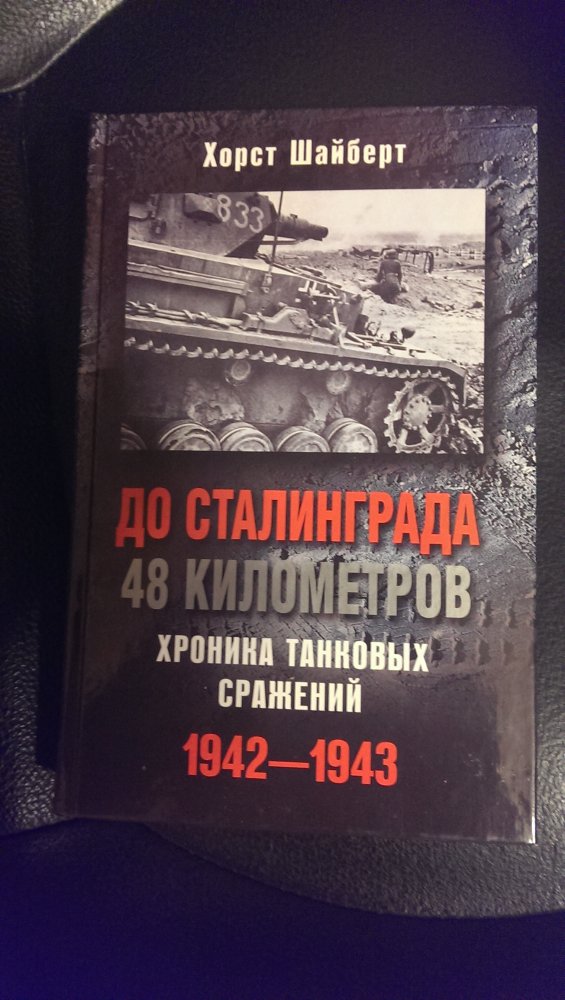 Хорст Шайберт
833
ДО СТАЛИНГРАДА
48 КИЛОМЕТРОВ
ХРОНИКА ТАНКОВЫХ
СРАЖЕНИЙ
1942—1943